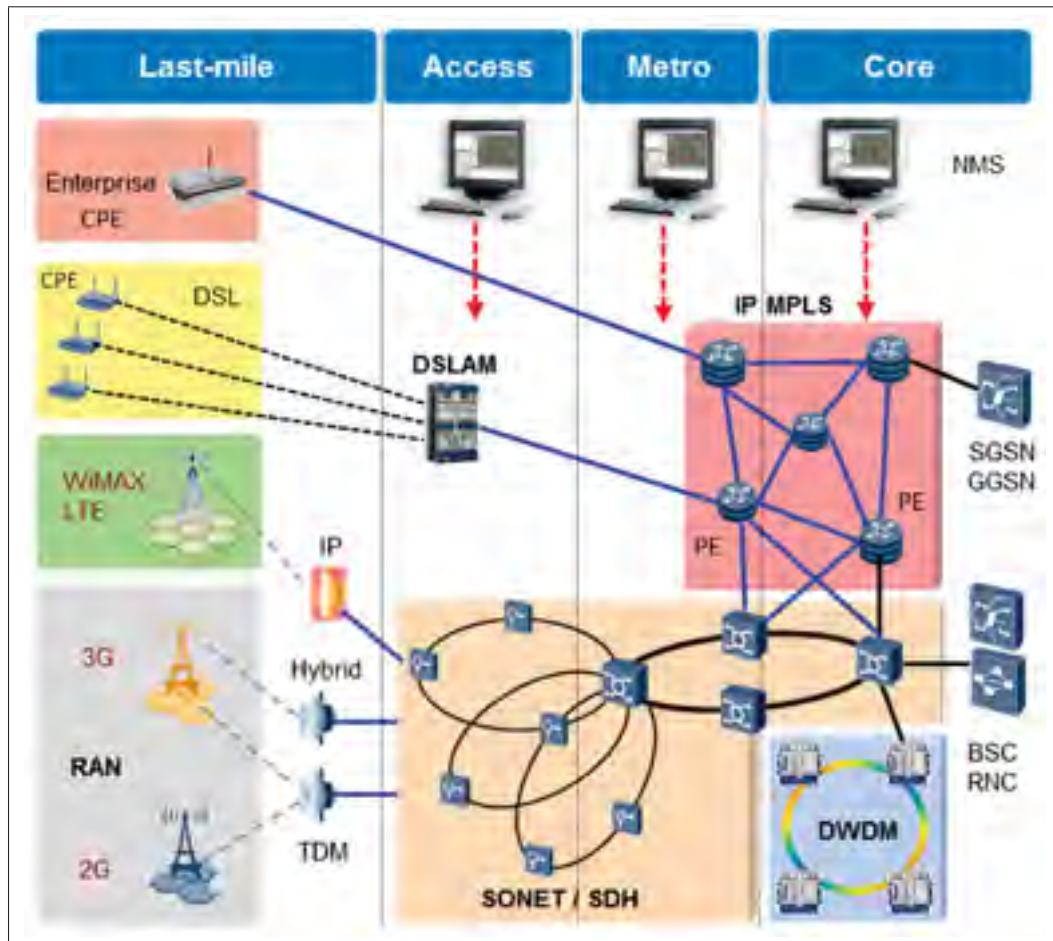 Last-mile
Access
Metro
Core
Enterprise
CPE
NMS
CPE
DSL
IP MPLS
DSLAM
SGSN
GGSN
WiMAX
LTE
PE
PE
IP
3G
Hybrid
RAN
BSC
RNC
DWDM
TDM
2G
SONET / SDH